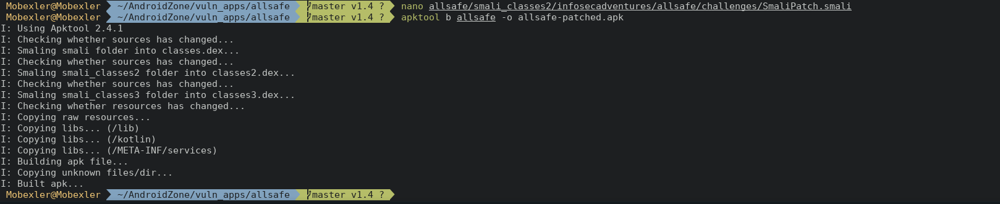 Mobexler@Mobexler ~/AndroidZone/vuln_apps/allsafe master v1.4 ? nano allsafe/smali_classes2/infosecadventures/allsafe/challenges/SmaliPatch.smali
Mobexler@Mobexler ~/AndroidZone/vuln_apps/allsafe master v1.4 ? apktool b allsafe -o allsafe-patched.apk
I: Using Apktool 2.4.1
I: Checking whether sources has changed...
I: Smaling smali folder into classes.dex...
I: Checking whether sources has changed...
I: Smaling smali_classes2 folder into classes2.dex...
I: Checking whether sources has changed...
I: Smaling smali_classes3 folder into classes3.dex...
I: Checking whether resources has changed...
I: Copying raw resources...
I: Copying libs... (/lib)
I: Copying libs... (/kotlin)
I: Copying libs... (/META-INF/services)
I: Building apk file...
I: Copying unknown files/dir...
I: Built apk...
Mobexler@Mobexler ~/AndroidZone/vuln_apps/allsafe master v1.4 ?